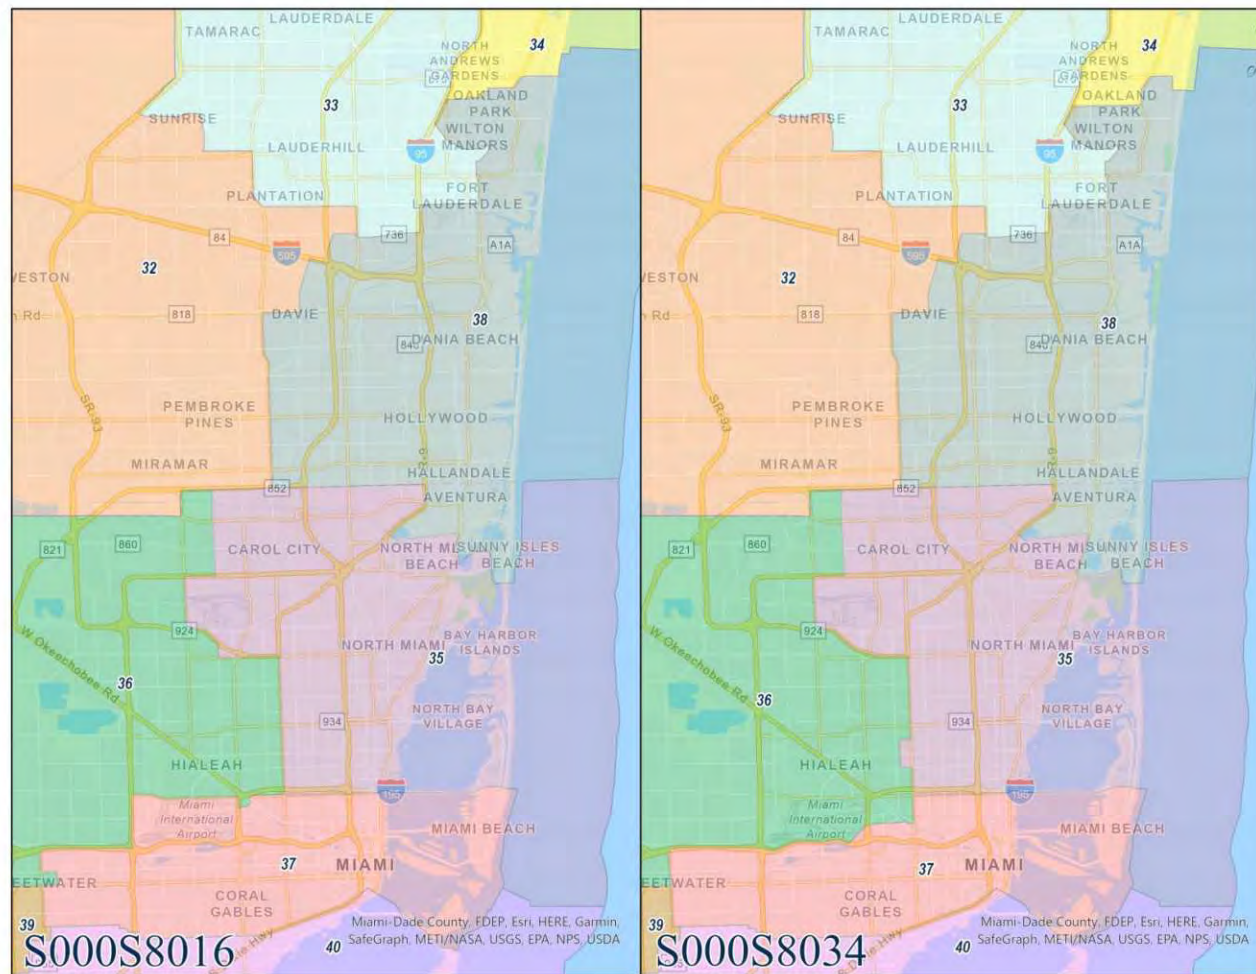 LAUDERDALE
TAMARAC
34
NORTH
ANDREWS
GARDENS
33
OAKLAND
PARK
WILTON
MANORS
SUNRISE
LAUDERHILL
95
PLANTATION
FORT
LAUDERDALE
84
736
A1A
595
32
818
DAVIE
38
DANIA BEACH
SR-93
PEMBROKE
PINES
HOLLYWOOD
MIRAMAR
HALLANDALE
852
AVENTURA
821
860
CAROL CITY
NORTH MI
BEACH
SUNNY ISLES
BEACH
924
W Okeechobee Rd
NORTH MIAMI
BAY HARBOR
ISLANDS
35
36
934
NORTH BAY
VILLAGE
HIALEAH
195
Miami
International
Airport
MIAMI BEACH
37
MIAMI
EETWATER
CORAL
GABLES
39
40
Miami-Dade County, FDEP, Esri, HERE, Garmin,
SafeGraph, METI/NASA, USGS, EPA, NPS, USDA
S000S8016
LAUDERDALE
TAMARAC
34
NORTH
ANDREWS
GARDENS
33
OAKLAND
PARK
WILTON
MANORS
SUNRISE
LAUDERHILL
95
PLANTATION
FORT
LAUDERDALE
84
736
A1A
595
32
818
DAVIE
38
DANIA BEACH
SR-93
PEMBROKE
PINES
HOLLYWOOD
MIRAMAR
HALLANDALE
852
AVENTURA
821
860
CAROL CITY
NORTH MI
BEACH
SUNNY ISLES
BEACH
924
W Okeechobee Rd
NORTH MIAMI
BAY HARBOR
ISLANDS
35
36
934
NORTH BAY
VILLAGE
HIALEAH
195
Miami
International
Airport
MIAMI BEACH
37
MIAMI
EETWATER
CORAL
GABLES
39
40
Miami-Dade County, FDEP, Esri, HERE, Garmin,
SafeGraph, METI/NASA, USGS, EPA, NPS, USDA
S000S8034